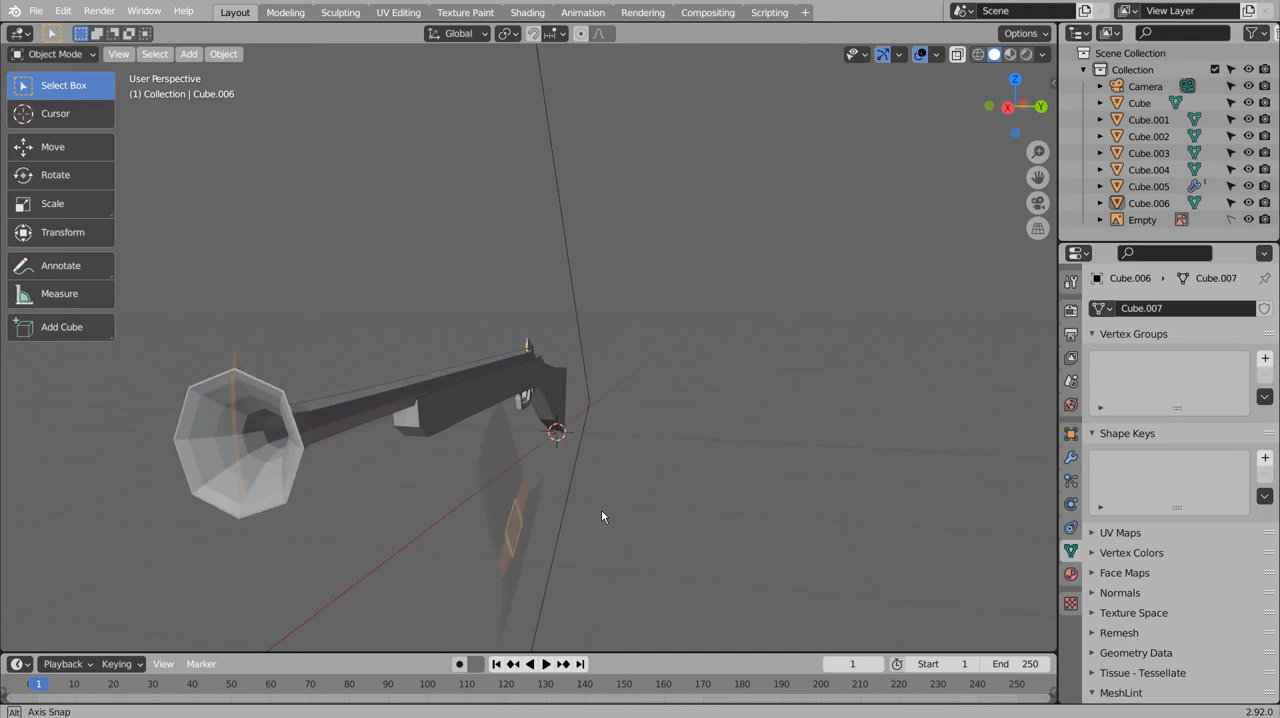 File Edit Render Window Help Layout Modeling Sculpting UV Editing Texture Paint Shading Animation Rendering Compositing Scripting + Scene View Layer
Global Options
Object Mode View Select Add Object
Select Box
Cursor
Move
Rotate
Scale
Transform
Annotate
Measure
Add Cube
User Perspective
(1) Collection | Cube.006
Z
X
Y
Scene Collection
Collection
Camera
Cube
Cube.001
Cube.002
Cube.003
Cube.004
Cube.005
Cube.006
Empty
Cube.006 Cube.007
Cube.007
Vertex Groups
Shape Keys
UV Maps
Vertex Colors
Face Maps
Normals
Texture Space
Remesh
Geometry Data
Tissue - Tessellate
MeshLint
Playback Keying View Marker 1 Start 1 End 250
1 10 20 30 40 50 60 70 80 90 100 110 120 130 140 150 160 170 180 190 200 210 220 230 240 250
Alt Axis Snap 2.92.0